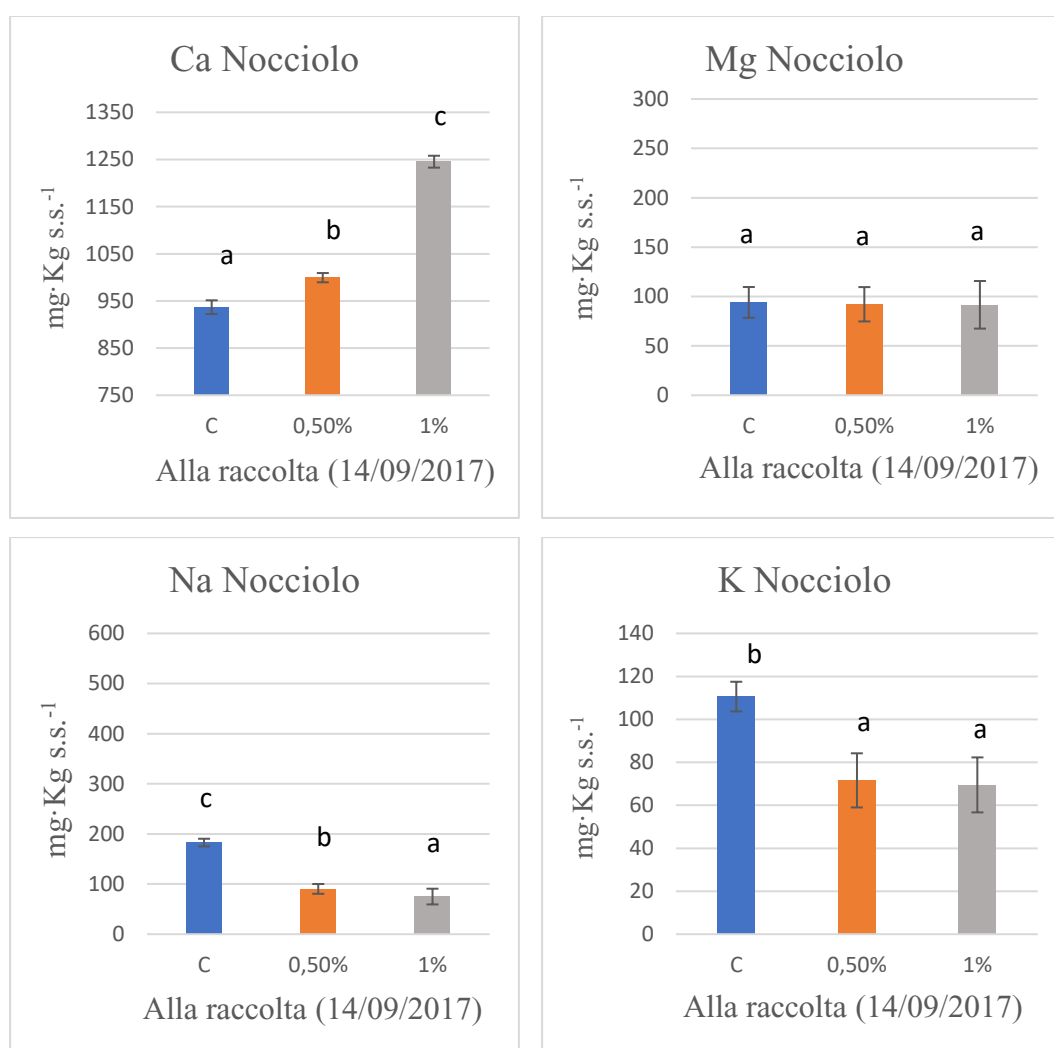 Ca Nocciolo
1350
1250
1150
1050
950
850
750
mg·Kg s.s.⁻¹
a
b
c
C 0,50% 1%
Alla raccolta (14/09/2017)
Mg Nocciolo
300
250
200
150
100
50
0
mg·Kg s.s.⁻¹
a a a
C 0,50% 1%
Alla raccolta (14/09/2017)
Na Nocciolo
600
500
400
300
200
100
0
mg·Kg s.s.⁻¹
c
b
a
C 0,50% 1%
Alla raccolta (14/09/2017)
K Nocciolo
140
120
100
80
60
40
20
0
mg·Kg s.s.⁻¹
b
a
a
C 0,50% 1%
Alla raccolta (14/09/2017)